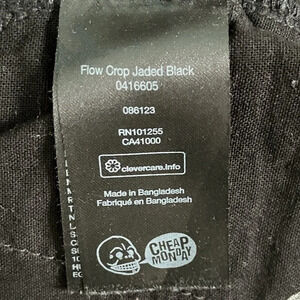 Flow Crop Jaded Black
0416605
086123
RN101255
CA41000
clevercare.info
Made in Bangladesh
Fabriqué en Bangladesh
CHEAP
MONDAY